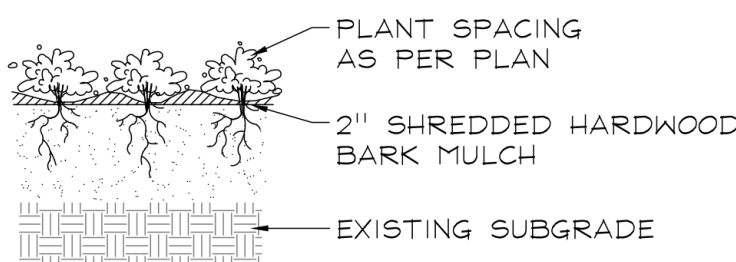 PLANT SPACING
AS PER PLAN
2" SHREDDED HARDWOOD
BARK MULCH
EXISTING SUBGRADE